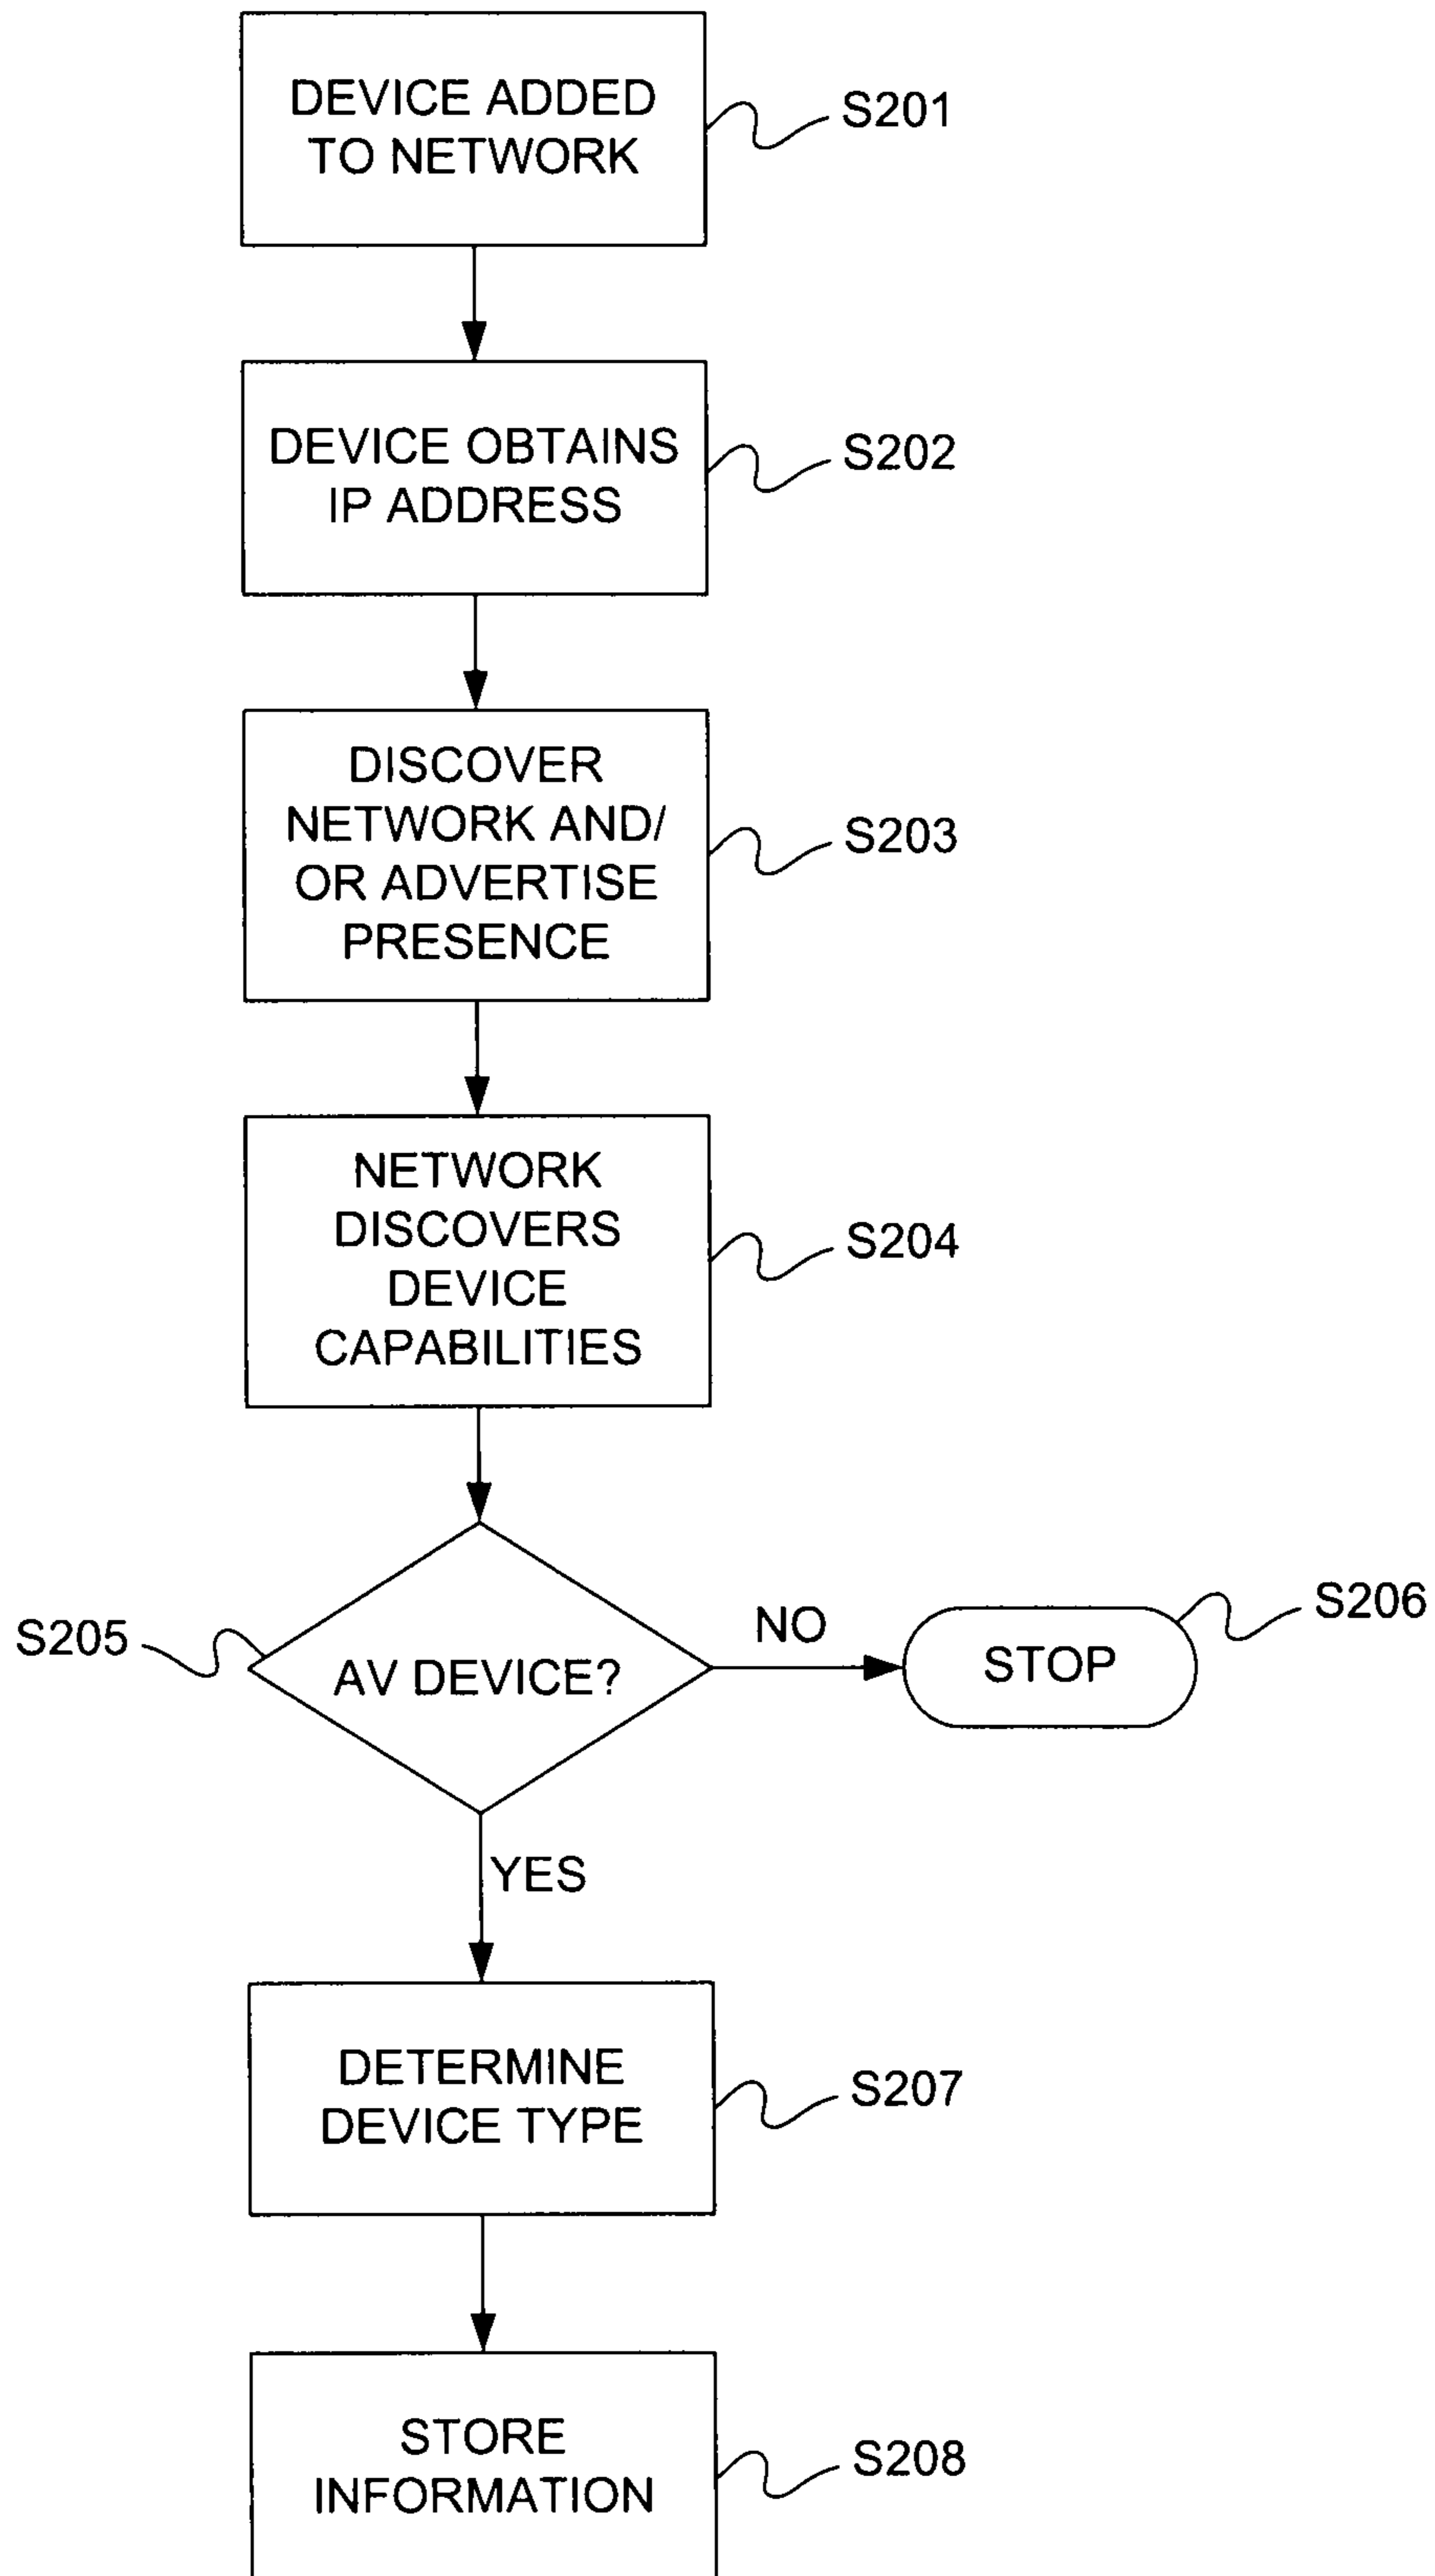 DEVICE ADDED
TO NETWORK
S201
DEVICE OBTAINS
IP ADDRESS
S202
DISCOVER
NETWORK AND/
OR ADVERTISE
PRESENCE
S203
NETWORK
DISCOVERS
DEVICE
CAPABILITIES
S204
S205
AV DEVICE?
NO
STOP
S206
YES
DETERMINE
DEVICE TYPE
S207
STORE
INFORMATION
S208